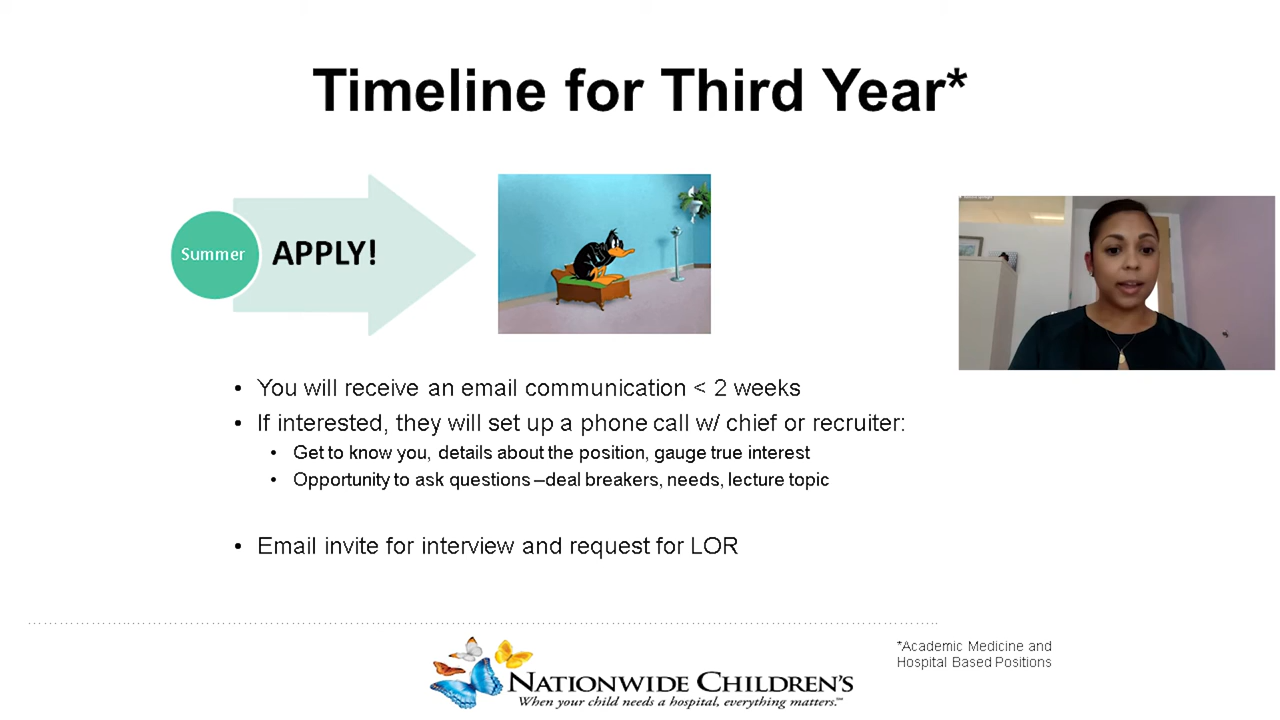 Timeline for Third Year*
Summer
APPLY!
• You will receive an email communication < 2 weeks
• If interested, they will set up a phone call w/ chief or recruiter:
• Get to know you, details about the position, gauge true interest
• Opportunity to ask questions –deal breakers, needs, lecture topic
• Email invite for interview and request for LOR
*Academic Medicine and
Hospital Based Positions
NATIONWIDE CHILDREN'S
When your child needs a hospital, everything matters.℠